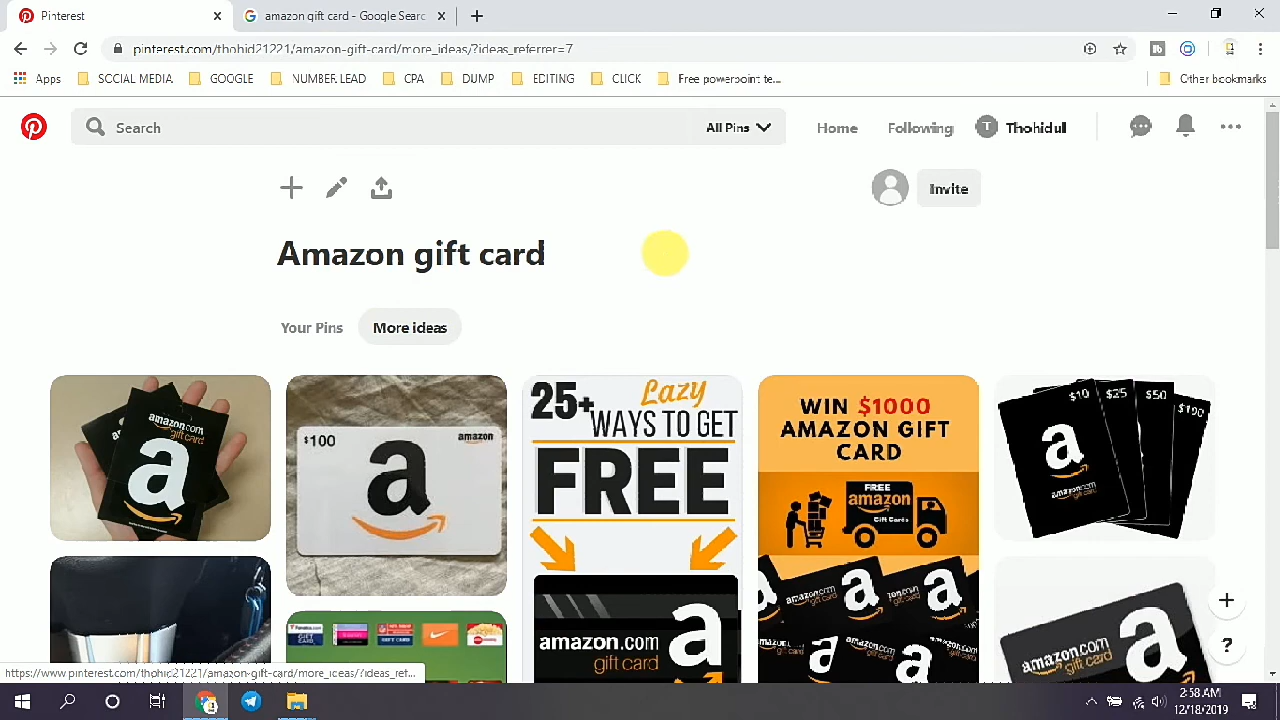 Pinterest
amazon gift card - Google Searc
pinterest.com/thohid21221/amazon-gift-card/more_ideas/?ideas_referrer=7
Apps SOCIAL MEDIA GOOGLE NUMBER LEAD CPA DUMP EDITING CLICK Free powerpoint te... Other bookmarks
Search All Pins Home Following T Thohidul
Invite
Amazon gift card
Your Pins More ideas
amazon.com
gift card
a
$100 amazon
a
25+ Lazy
WAYS TO GET
FREE
amazon.com
gift card
a
WIN $1000
AMAZON GIFT
CARD
FREE
amazon
Gift Cards
$10 $25 $50 $100
a
amazon.com
GIFT CARD
amazon.com
gift card
a
?
https://www.pinterest.com/thohid21221/amazon-gift-card/more_ideas/?ideas_ref...
2:58 AM
12/18/2019